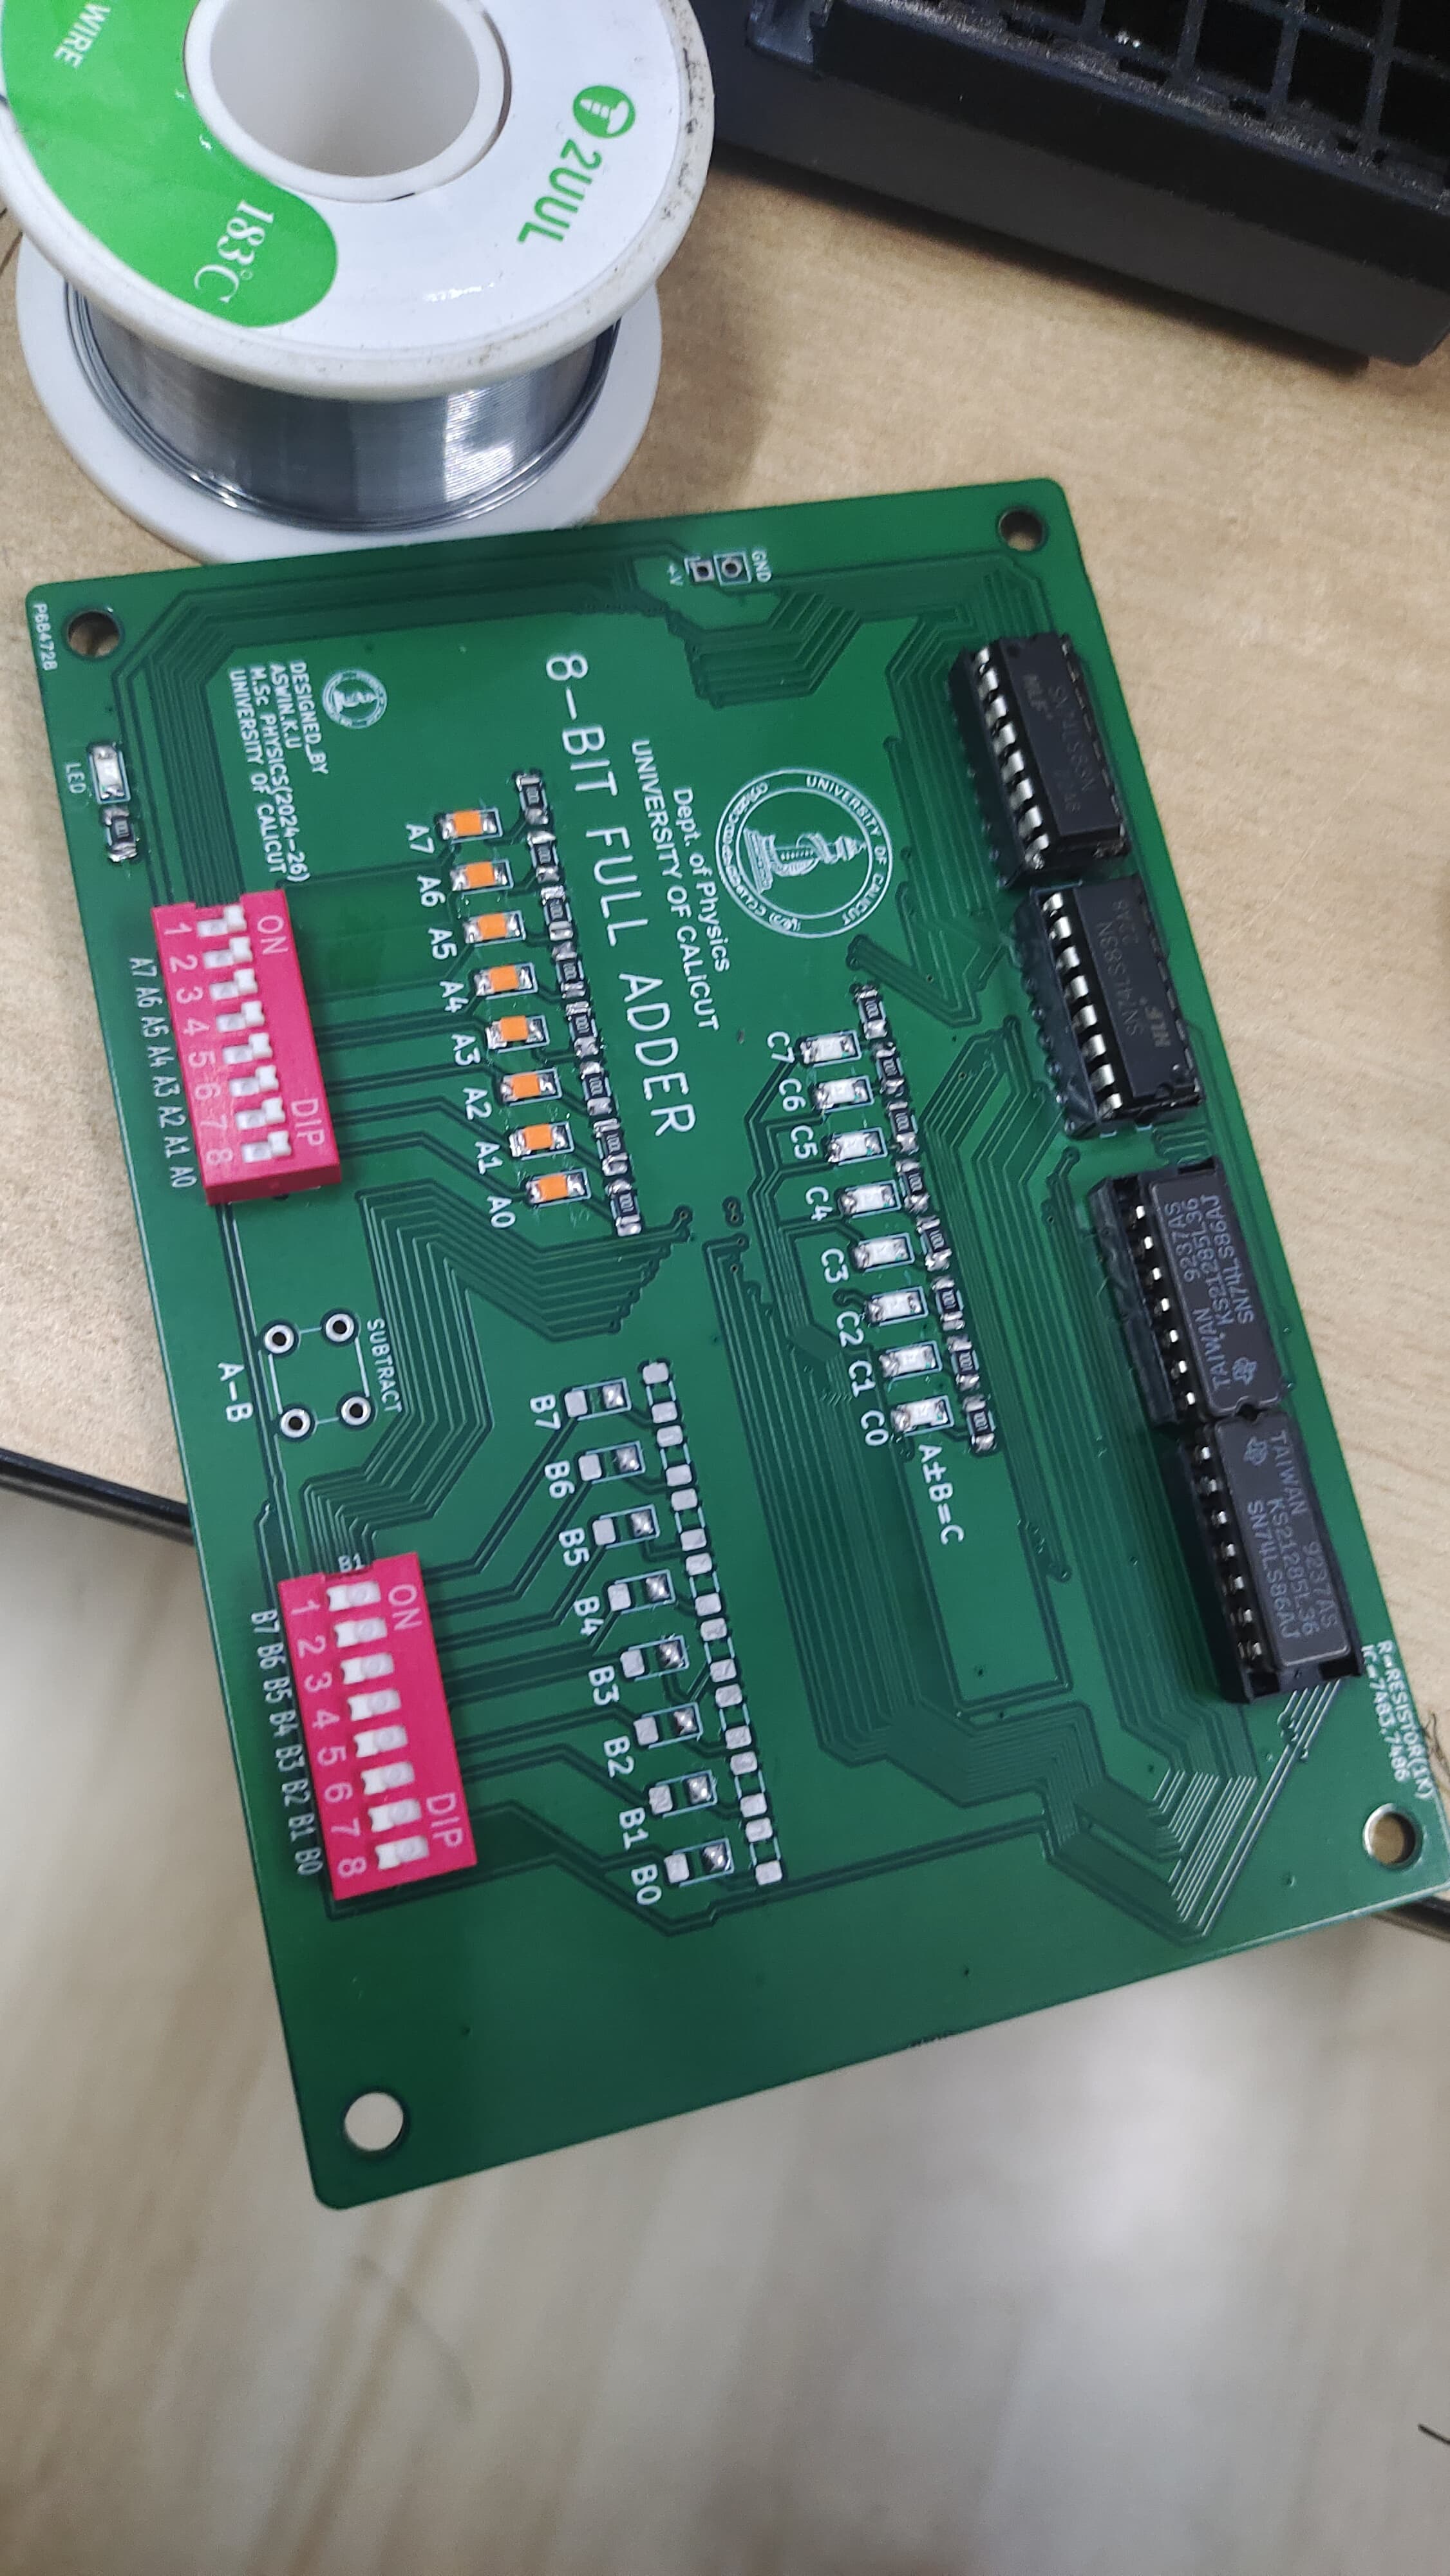 WIRE
183°C
2UUL
P684728
+V
GND
LED
DESIGNED_BY
ASWIN.K.U
M.Sc PHYSICS(2024-26)
UNIVERSITY OF CALICUT
8-BIT FULL ADDER
Dept. of Physics
UNIVERSITY OF CALICUT
UNIVERSITY OF CALICUT
A7
A6
A5
A4
A3
A2
A1
A0
ON
DIP
1 2 3 4 5 6 7 8
A7 A6 A5 A4 A3 A2 A1 A0
SUBTRACT
A-B
C7
C6
C5
C4
C3
C2
C1
C0
A±B=C
B7
B6
B5
B4
B3
B2
B1
B0
B1
ON
DIP
1 2 3 4 5 6 7 8
B7 B6 B5 B4 B3 B2 B1 B0
HLF
SN74LS83N
HLF
SN74LS83N
9237AS
TAIWAN KS21285L36
SN74LS86AJ
9237AS
TAIWAN KS21285L36
SN74LS86AJ
R=RESISTOR(1K)
IC=7483,7486